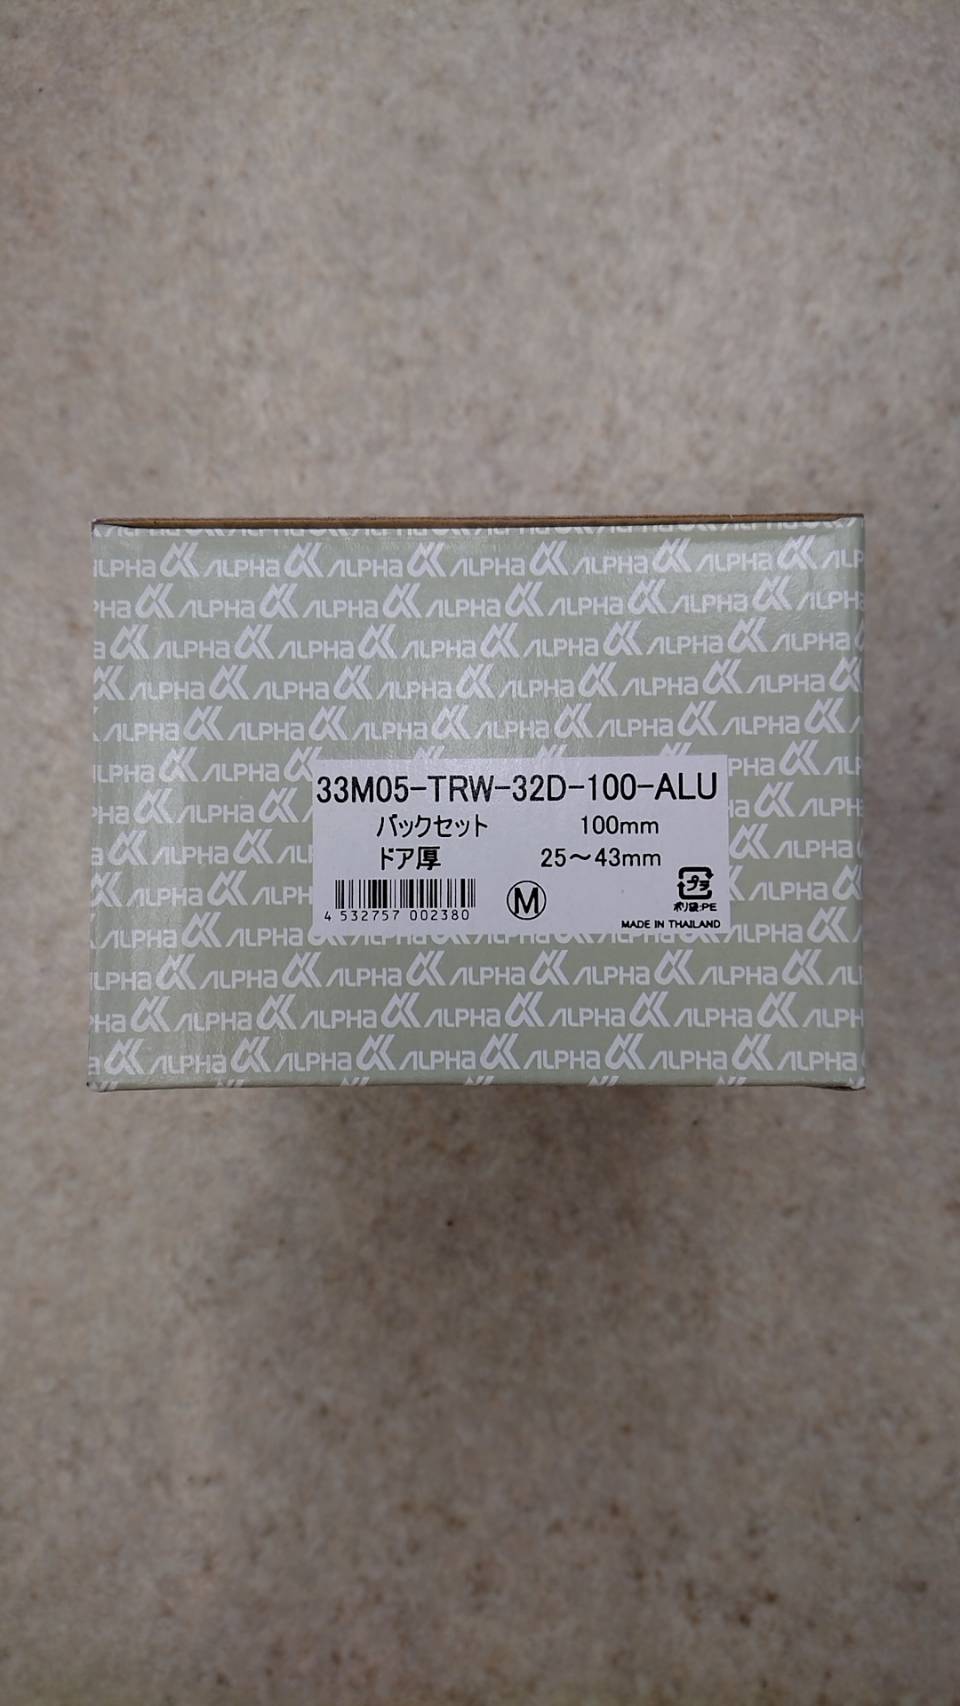 33M05-TRW-32D-100-ALU
バックセット 100mm
ドア厚 25〜43mm
4 532757 002380
M
プラ
ポリ袋:PE
MADE IN THAILAND
ALPHA